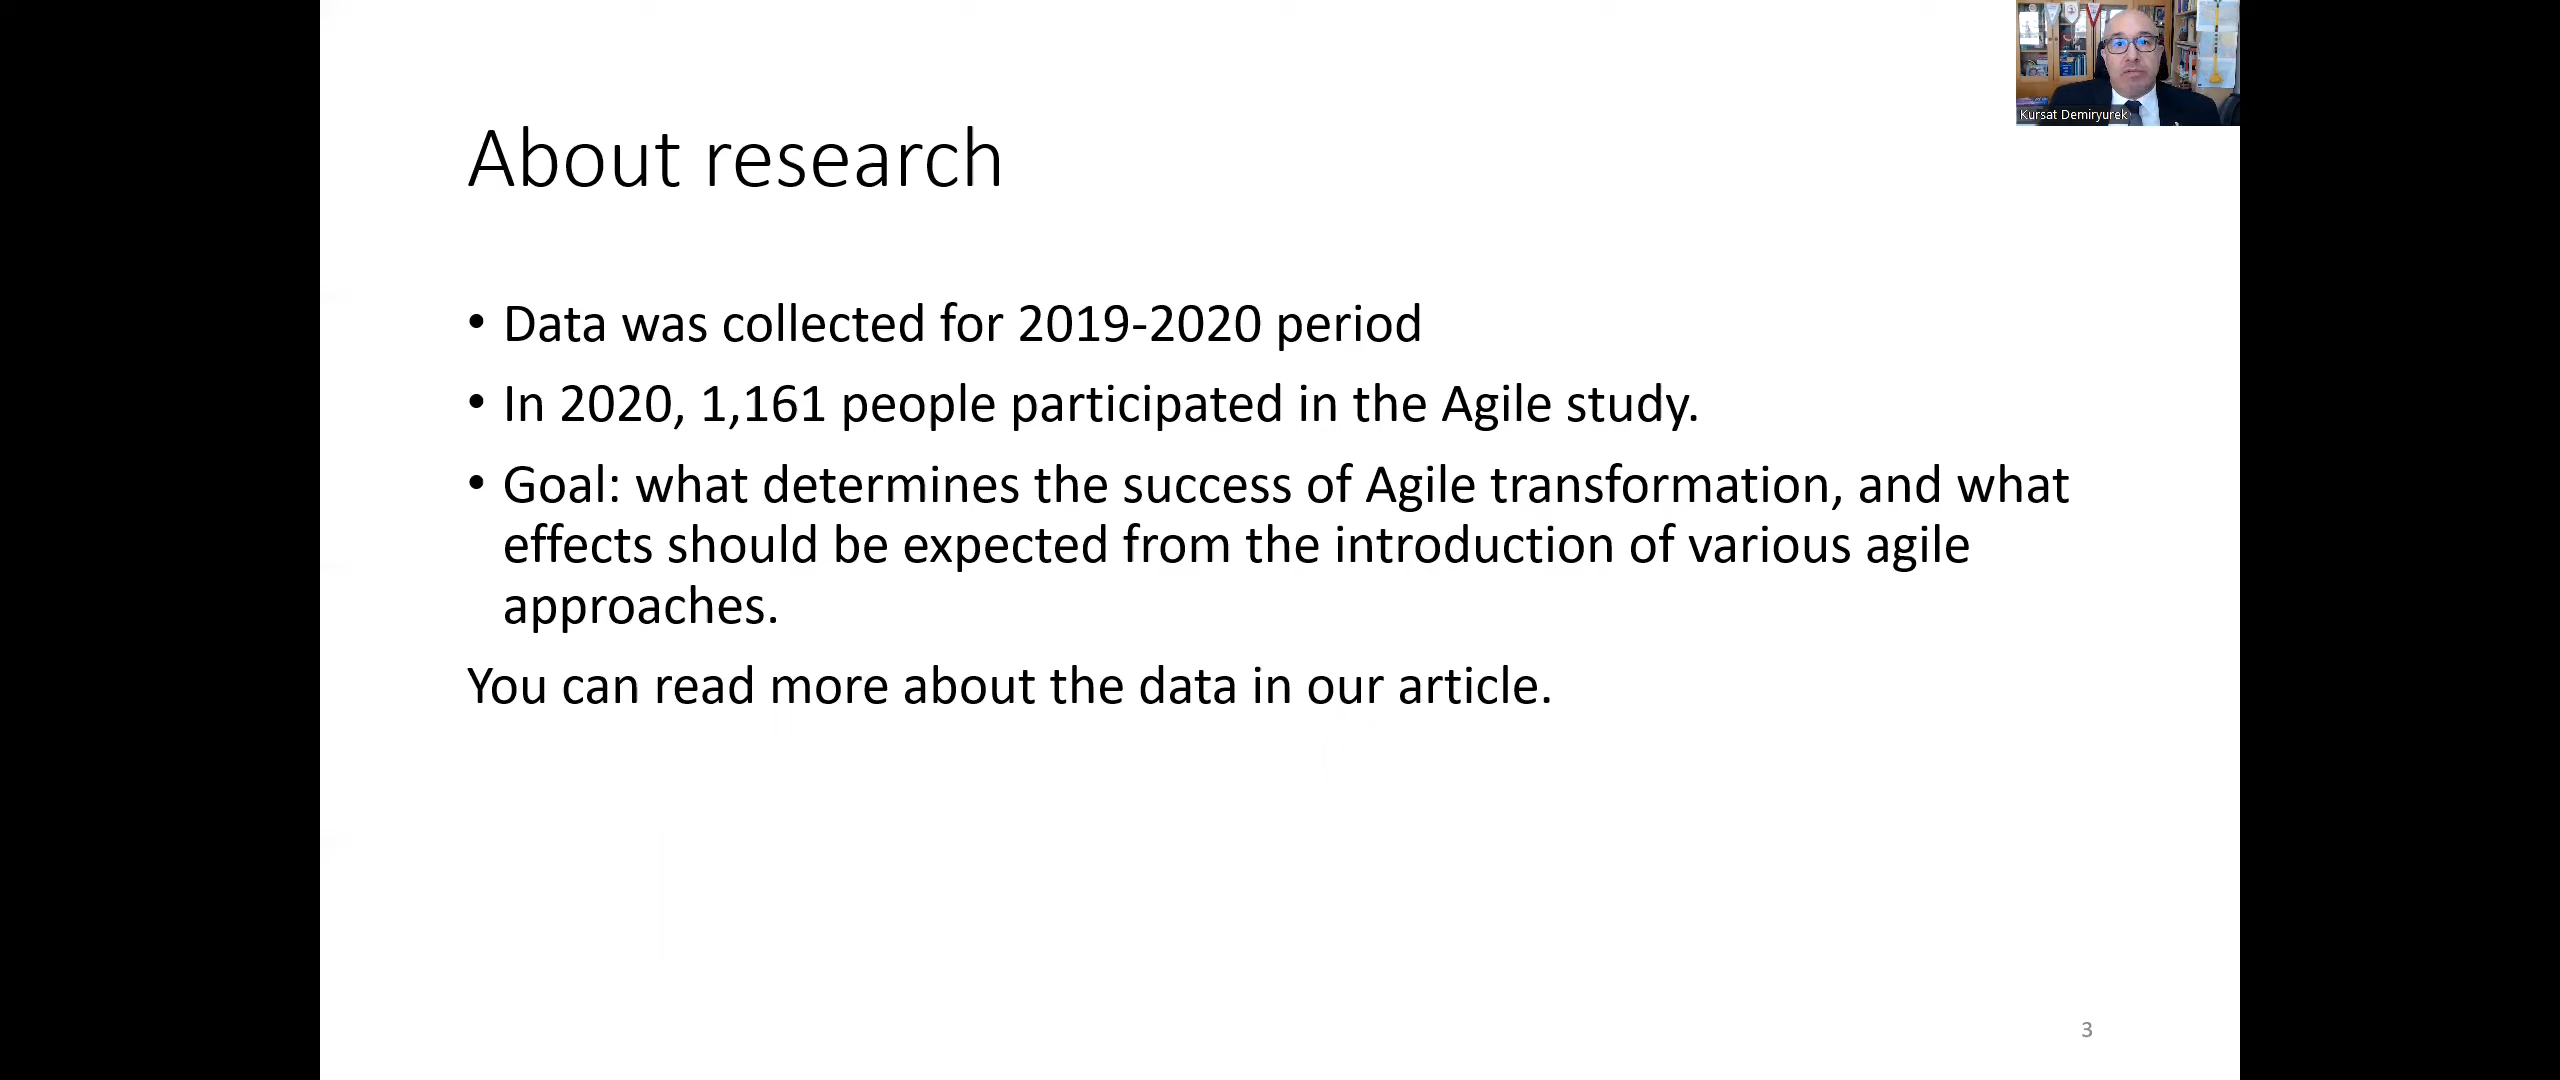 Kursat Demiryurek
About research
• Data was collected for 2019-2020 period
• In 2020, 1,161 people participated in the Agile study.
• Goal: what determines the success of Agile transformation, and what
effects should be expected from the introduction of various agile
approaches.
You can read more about the data in our article.
3